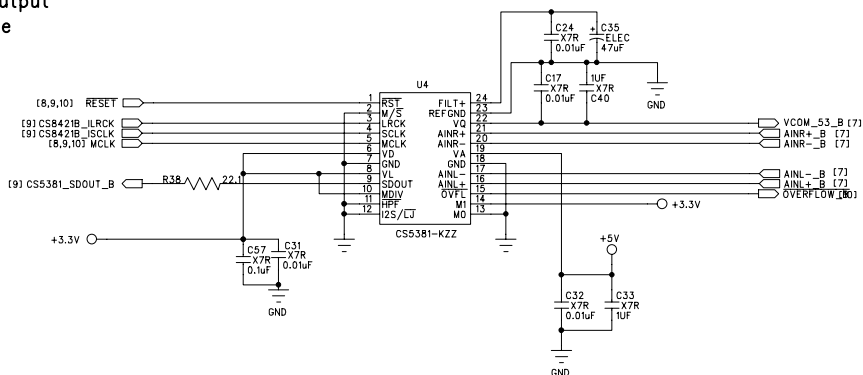 utput
e
C24
X7R
0.01uF
+ C35
ELEC
47uF
C17
X7R
0.01uF
1UF
X7R
C40
GND
U4
1 RST FILT+ 24
2 M/S REFGND 23
3 LRCK VQ 22
4 SCLK AINR+ 21
5 MCLK AINR- 20
6 VD VA 19
7 GND GND 18
8 VL AINL- 17
9 SDOUT AINL+ 16
10 MDIV OVFL 15
11 HPF M1 14
12 I2S/LJ M0 13
CS5381-KZZ
[8,9,10] RESET
[9] CS8421B_ILRCK
[9] CS8421B_ISCLK
[8,9,10] MCLK
[9] CS5381_SDOUT_B
R38 22.1
VCOM_53_B [7]
AINR+_B [7]
AINR-_B [7]
AINL-_B [7]
AINL+_B [7]
+3.3V
+3.3V
C57
X7R
0.1uF
C31
X7R
0.01uF
GND
+5V
C32
X7R
0.01uF
C33
X7R
1UF
GND